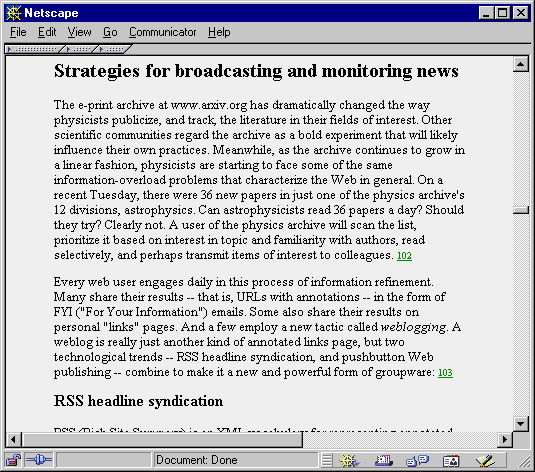 Netscape
File Edit View Go Communicator Help
Strategies for broadcasting and monitoring news
The e-print archive at www.arxiv.org has dramatically changed the way
physicists publicize, and track, the literature in their fields of interest. Other
scientific communities regard the archive as a bold experiment that will likely
influence their own practices. Meanwhile, as the archive continues to grow in
a linear fashion, physicists are starting to face some of the same
information-overload problems that characterize the Web in general. On a
recent Tuesday, there were 36 new papers in just one of the physics archive's
12 divisions, astrophysics. Can astrophysicists read 36 papers a day? Should
they try? Clearly not. A user of the physics archive will scan the list,
prioritize it based on interest in topic and familiarity with authors, read
selectively, and perhaps transmit items of interest to colleagues. 102
Every web user engages daily in this process of information refinement.
Many share their results -- that is, URLs with annotations -- in the form of
FYI ("For Your Information") emails. Some also share their results on
personal "links" pages. And a few employ a new tactic called weblogging. A
weblog is really just another kind of annotated links page, but two
technological trends -- RSS headline syndication, and pushbutton Web
publishing -- combine to make it a new and powerful form of groupware: 103
RSS headline syndication
RSS (Rich Site Summary) is an XML vocabulary for representing annotated
Document: Done